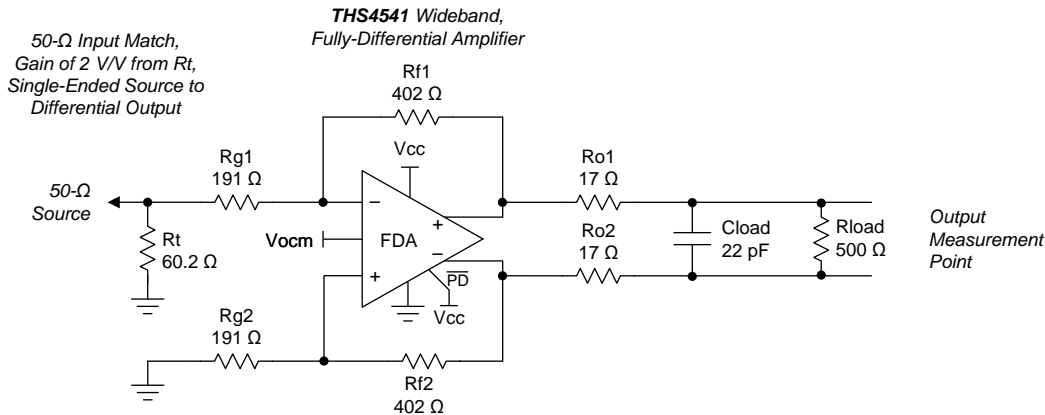 THS4541 Wideband,
Fully-Differential Amplifier
50-Ω Input Match,
Gain of 2 V/V from Rt,
Single-Ended Source to
Differential Output
Rf1
402 Ω
Vcc
Rg1
191 Ω
Ro1
17 Ω
50-Ω
Source
Rt
60.2 Ω
Vocm
−
+
FDA
+
−
PD
Vcc
Ro2
17 Ω
Cload
22 pF
Rload
500 Ω
Output
Measurement
Point
Rg2
191 Ω
Rf2
402 Ω